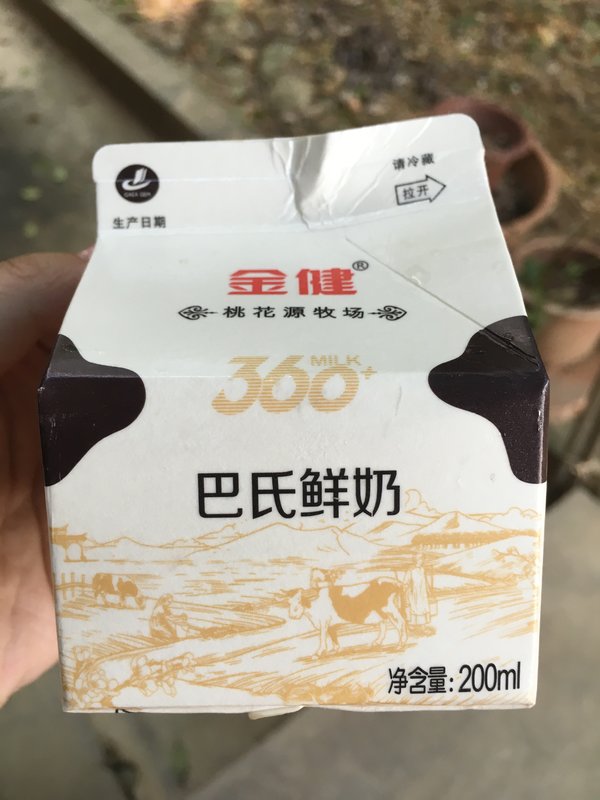 请冷藏
拉开
生产日期
金健®
桃花源牧场
MILK
360+
巴氏鲜奶
净含量:200ml